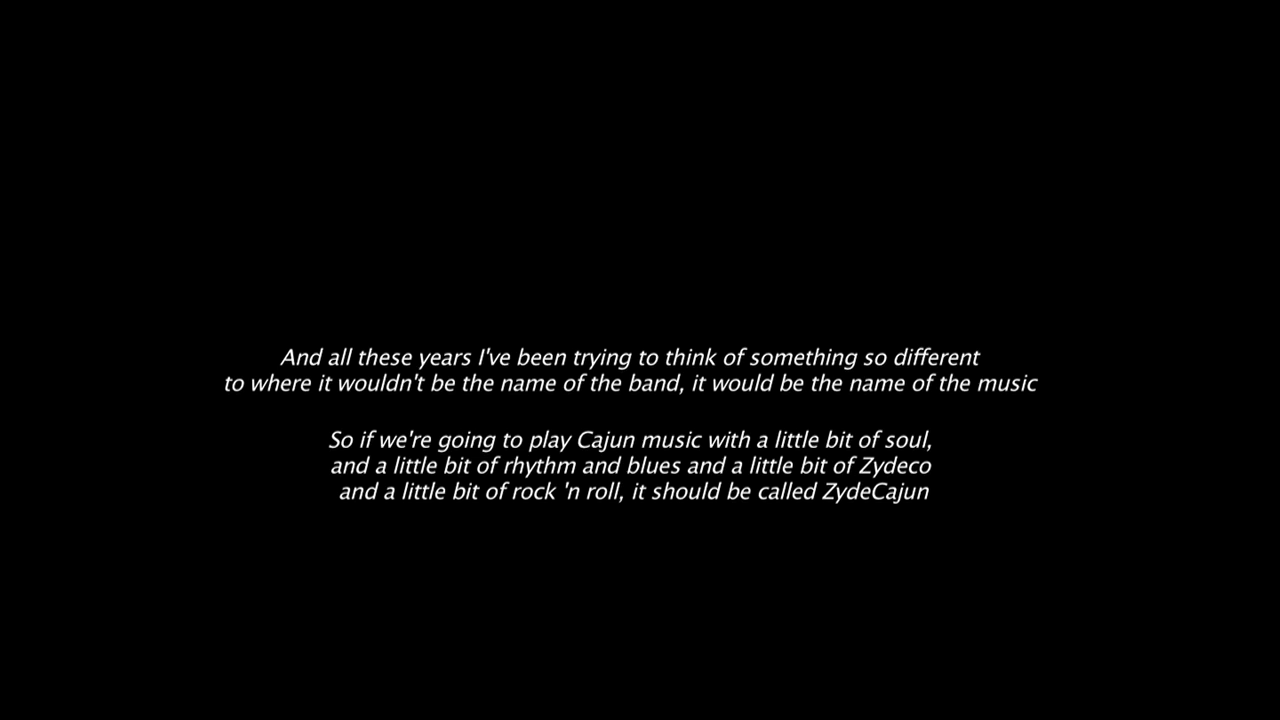 And all these years I've been trying to think of something so different
to where it wouldn't be the name of the band, it would be the name of the music
So if we're going to play Cajun music with a little bit of soul,
and a little bit of rhythm and blues and a little bit of Zydeco
and a little bit of rock 'n roll, it should be called ZydeCajun